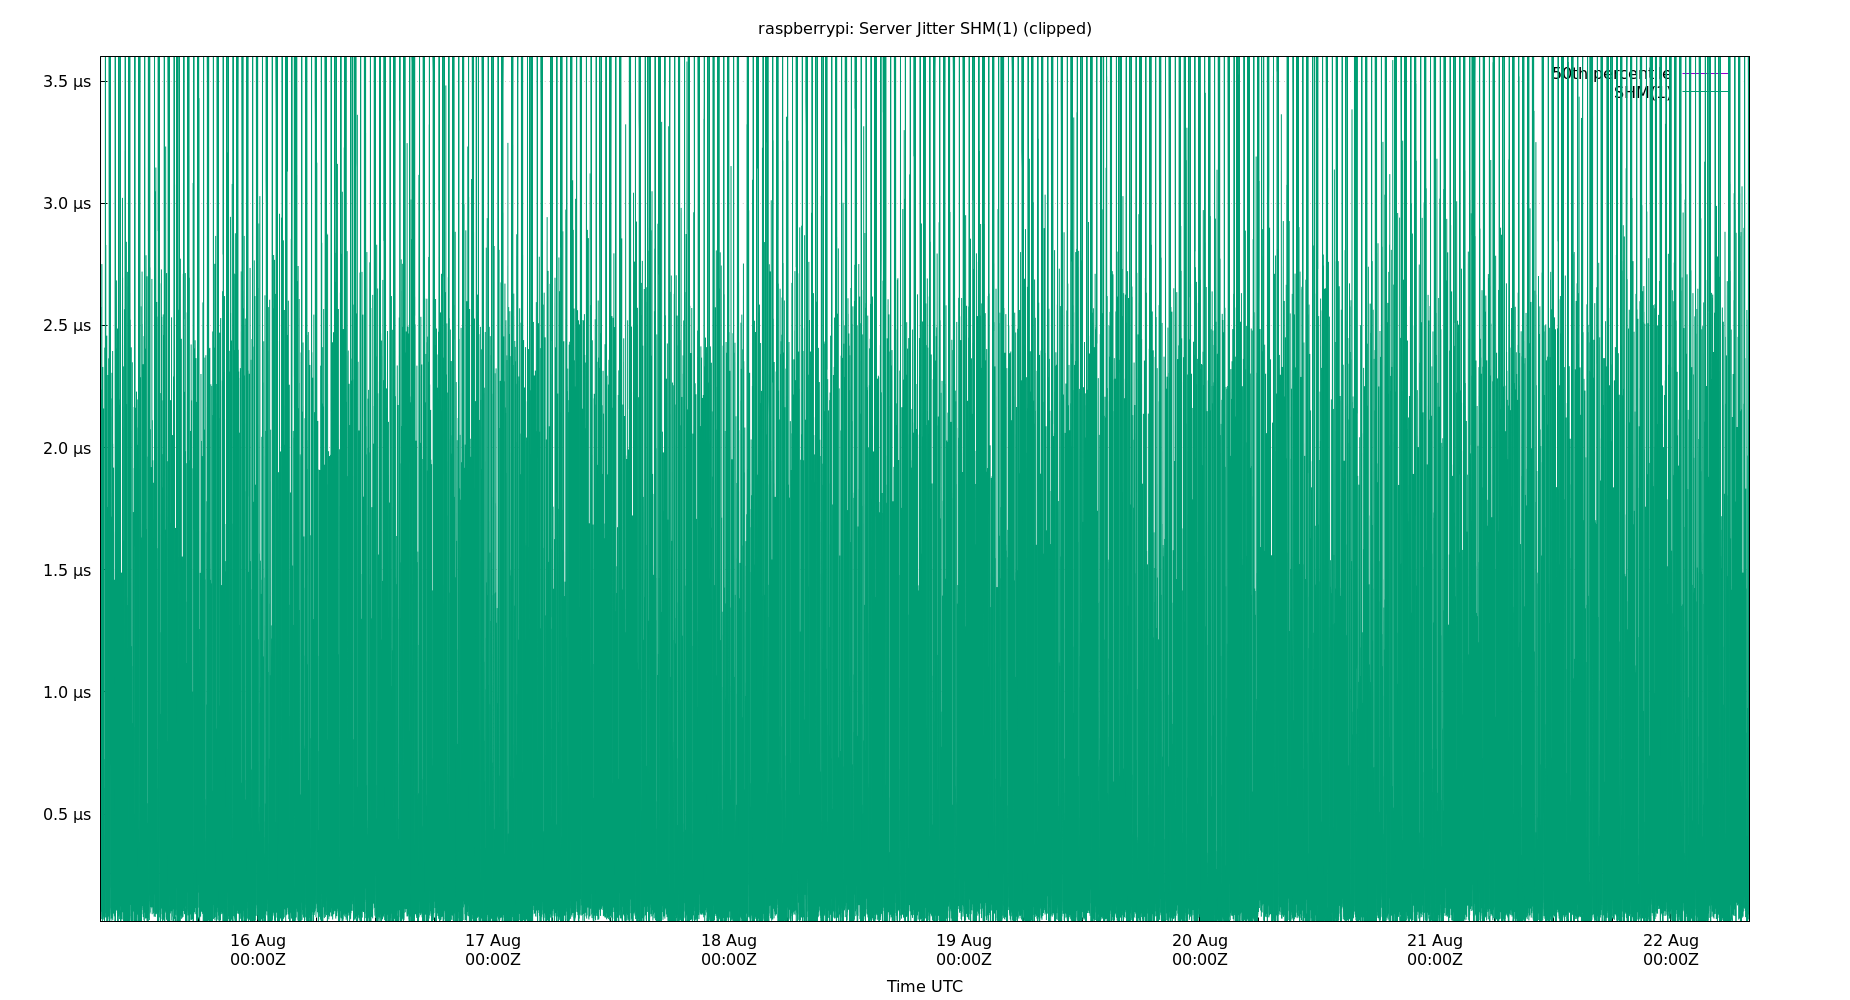 raspberrypi: Server Jitter SHM(1) (clipped)
50th percentile
SHM(1)
3.5 μs
3.0 μs
2.5 μs
2.0 μs
1.5 μs
1.0 μs
0.5 μs
16 Aug 17 Aug 18 Aug 19 Aug 20 Aug 21 Aug 22 Aug
00:00Z 00:00Z 00:00Z 00:00Z 00:00Z 00:00Z 00:00Z
Time UTC